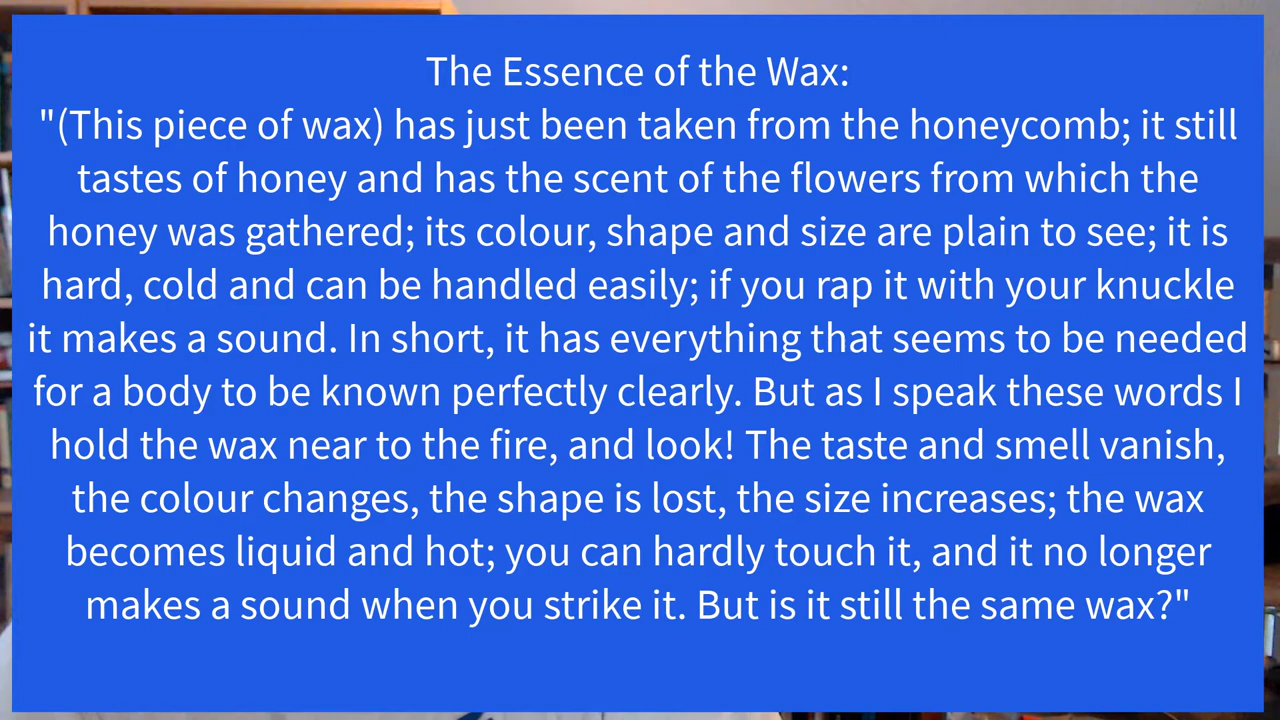 The Essence of the Wax:
"(This piece of wax) has just been taken from the honeycomb; it still
tastes of honey and has the scent of the flowers from which the
honey was gathered; its colour, shape and size are plain to see; it is
hard, cold and can be handled easily; if you rap it with your knuckle
it makes a sound. In short, it has everything that seems to be needed
for a body to be known perfectly clearly. But as I speak these words I
hold the wax near to the fire, and look! The taste and smell vanish,
the colour changes, the shape is lost, the size increases; the wax
becomes liquid and hot; you can hardly touch it, and it no longer
makes a sound when you strike it. But is it still the same wax?"